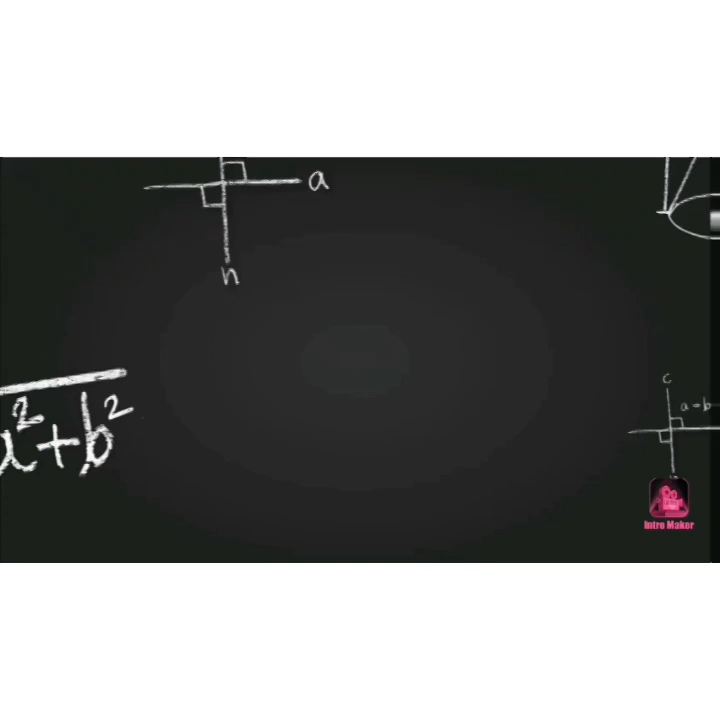 a
n
a²+b²
c
a=b
Intro Maker